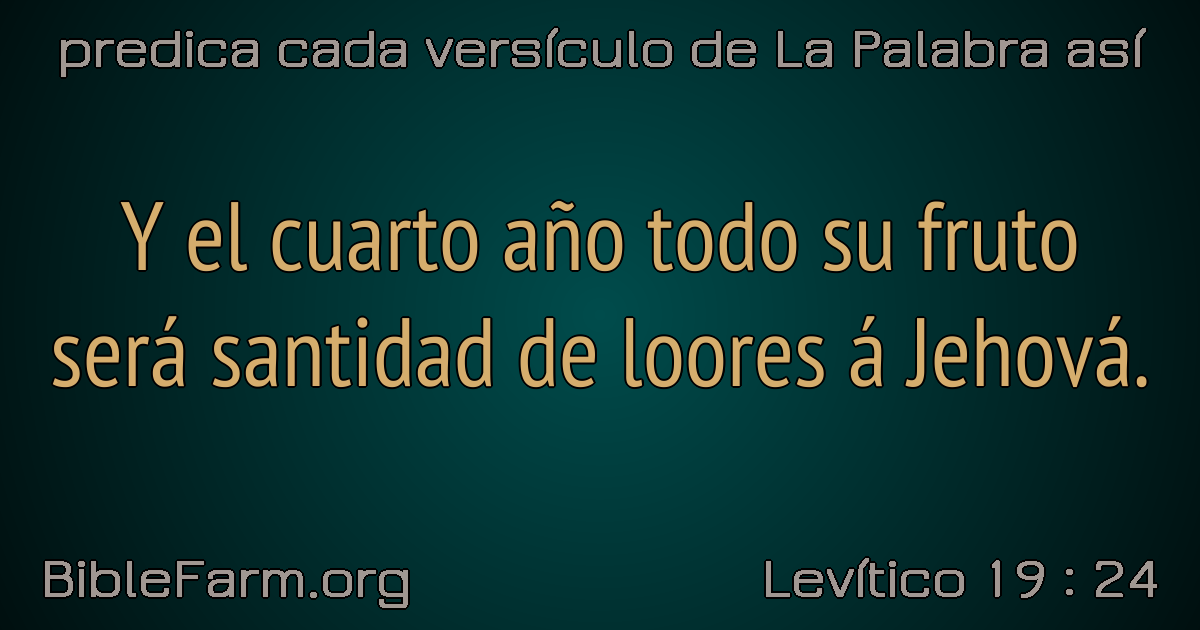 predica cada versículo de La Palabra así
Y el cuarto año todo su fruto
será santidad de loores á Jehová.
BibleFarm.org
Levítico 19 : 24